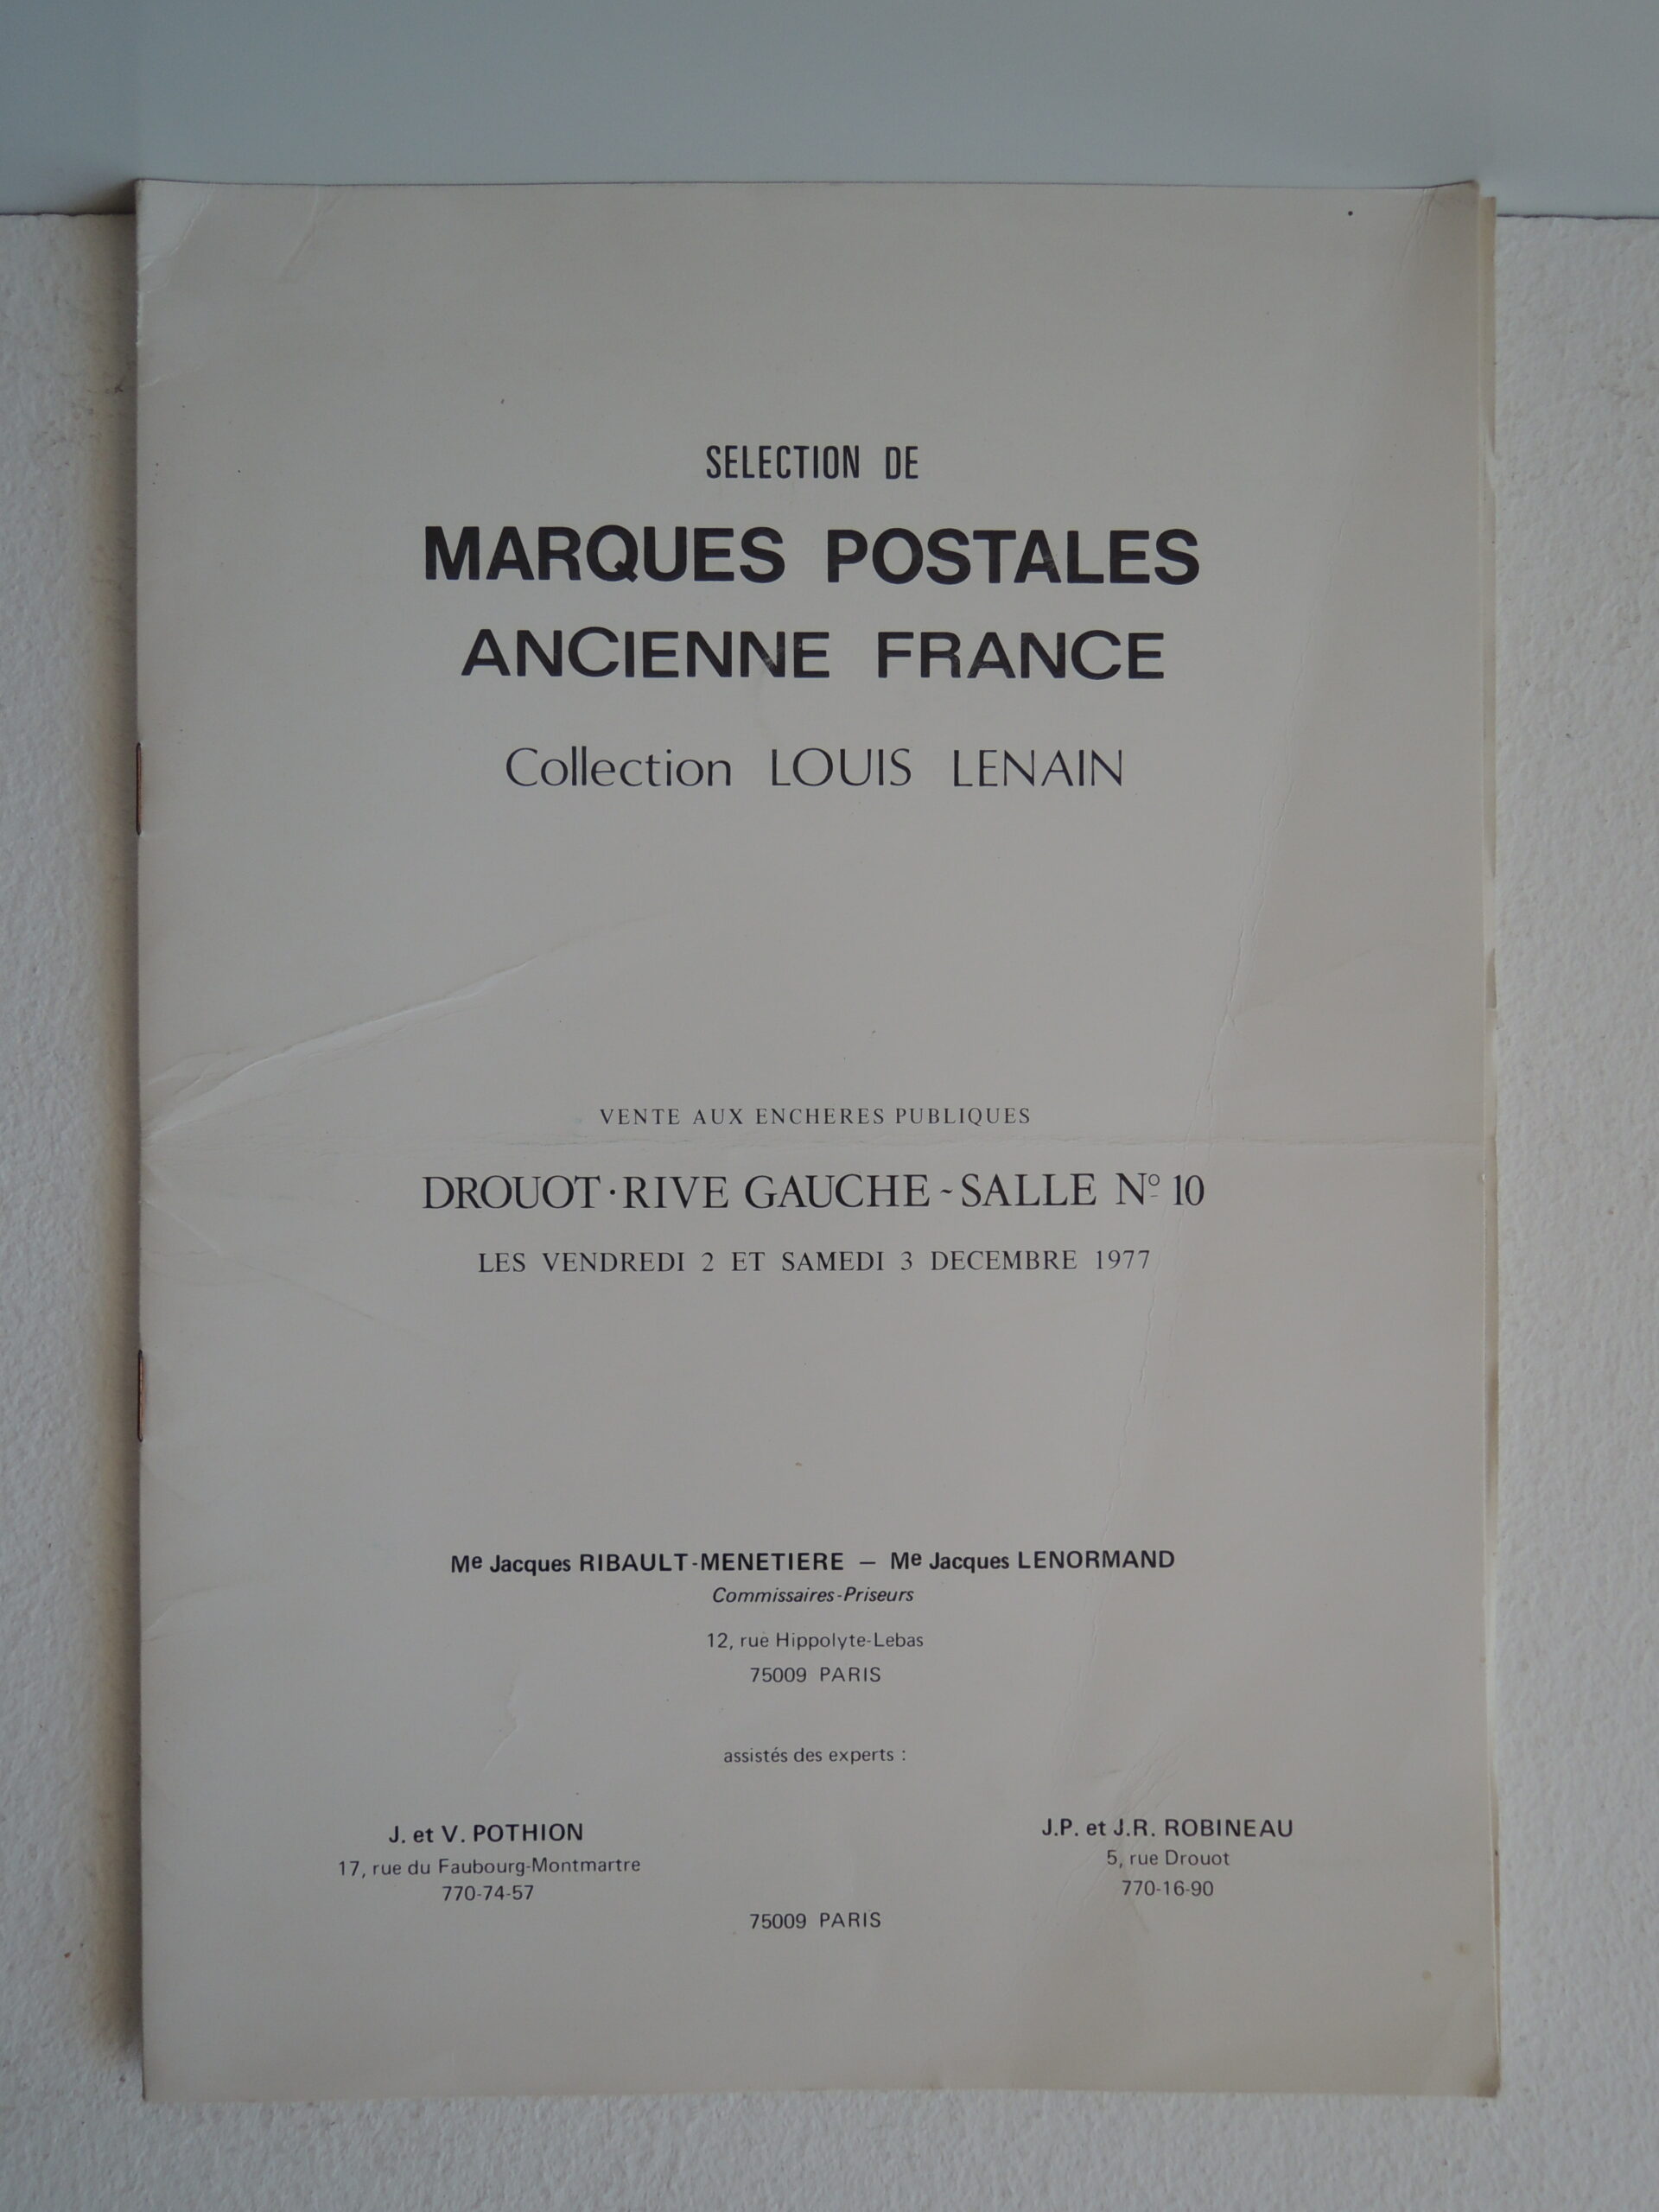 SELECTION DE
MARQUES POSTALES
ANCIENNE FRANCE
Collection LOUIS LENAIN
VENTE AUX ENCHERES PUBLIQUES
DROUOT·RIVE GAUCHE ~ SALLE Nº 10
LES VENDREDI 2 ET SAMEDI 3 DECEMBRE 1977
Me Jacques RIBAULT-MENETIERE — Me Jacques LENORMAND
Commissaires-Priseurs
12, rue Hippolyte-Lebas
75009 PARIS
assistés des experts :
J. et V. POTHION
17, rue du Faubourg-Montmartre
770-74-57
J.P. et J.R. ROBINEAU
5, rue Drouot
770-16-90
75009 PARIS